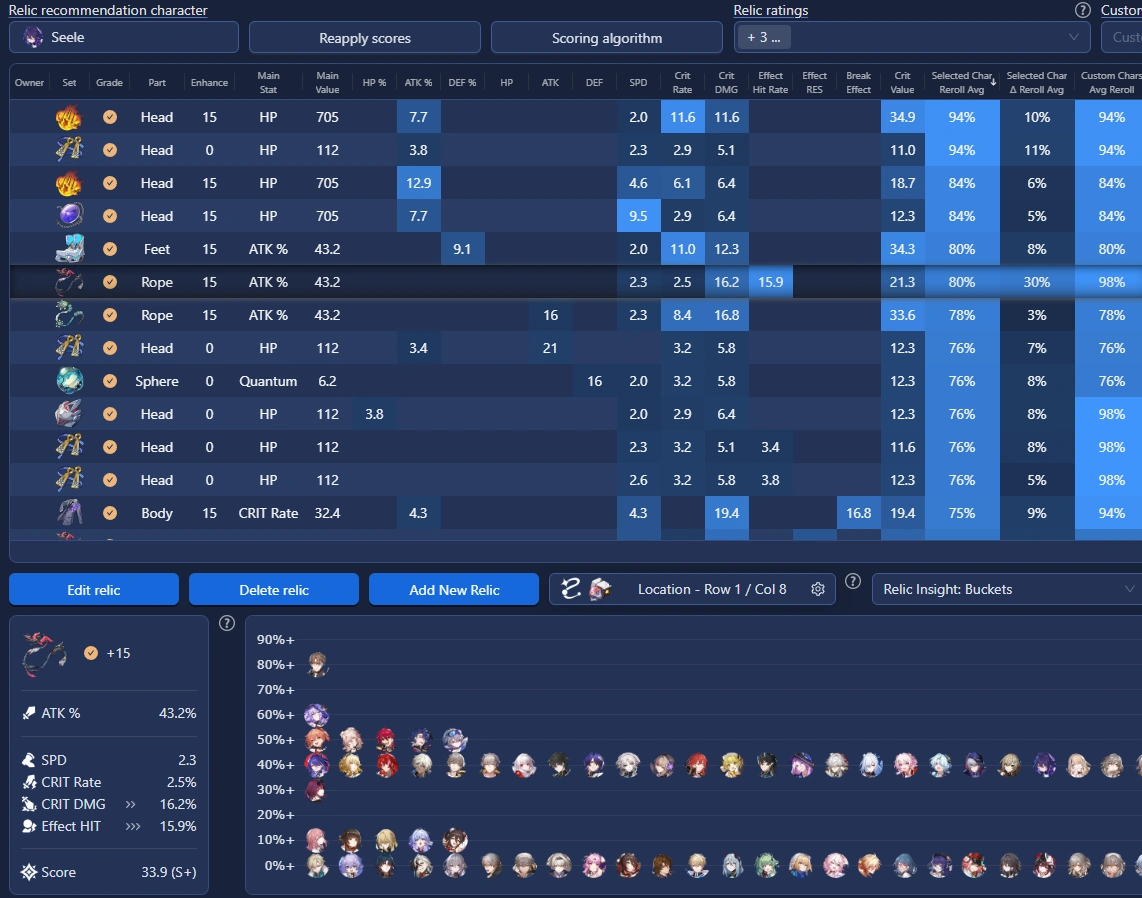 Relic recommendation character
Relic ratings
Custom
Seele
Reapply scores
Scoring algorithm
+ 3 ...
Owner Set Grade Part Enhance Main Stat Main Value HP % ATK % DEF % HP ATK DEF SPD Crit Rate Crit DMG Effect Hit Rate Effect RES Break Effect Crit Value Selected Char Reroll Avg Selected Char Δ Reroll Avg Custom Chars Avg Reroll
Head 15 HP 705 7.7 2.0 11.6 11.6 34.9 94% 10% 94%
Head 0 HP 112 3.8 2.3 2.9 5.1 11.0 94% 11% 94%
Head 15 HP 705 12.9 4.6 6.1 6.4 18.7 84% 6% 84%
Head 15 HP 705 7.7 9.5 2.9 6.4 12.3 84% 5% 84%
Feet 15 ATK % 43.2 9.1 2.0 11.0 12.3 34.3 80% 8% 80%
Rope 15 ATK % 43.2 2.3 2.5 16.2 15.9 21.3 80% 30% 98%
Rope 15 ATK % 43.2 16 2.3 8.4 16.8 33.6 78% 3% 78%
Head 0 HP 112 3.4 21 3.2 5.8 12.3 76% 7% 76%
Sphere 0 Quantum 6.2 16 2.0 3.2 5.8 12.3 76% 8% 76%
Head 0 HP 112 3.8 2.0 2.9 6.4 12.3 76% 8% 98%
Head 0 HP 112 2.3 3.2 5.1 3.4 11.6 76% 8% 98%
Head 0 HP 112 2.6 3.2 5.8 3.8 12.3 76% 5% 98%
Body 15 CRIT Rate 32.4 4.3 4.3 19.4 16.8 19.4 75% 9% 94%
Edit relic
Delete relic
Add New Relic
Location - Row 1 / Col 8
Relic Insight: Buckets
+15
ATK % 43.2%
SPD 2.3
CRIT Rate 2.5%
CRIT DMG >> 16.2%
Effect HIT >>> 15.9%
Score 33.9 (S+)
90%+
80%+
70%+
60%+
50%+
40%+
30%+
20%+
10%+
0%+